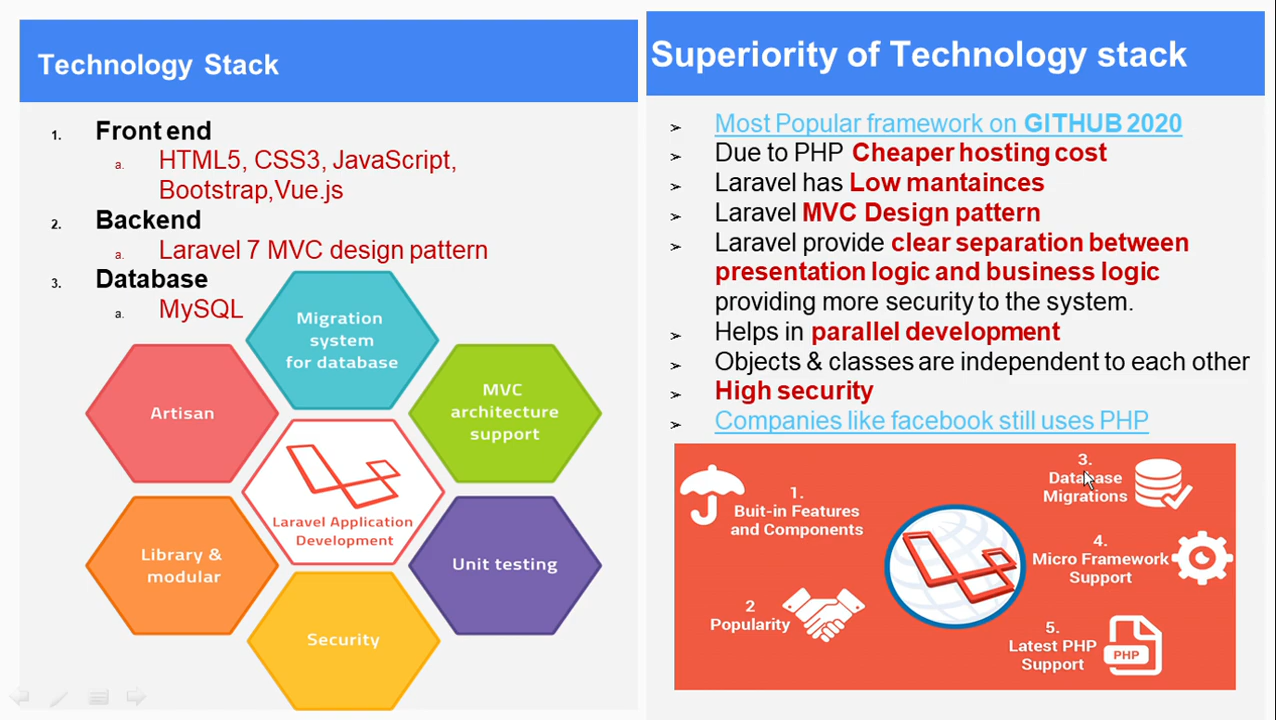 Technology Stack
1. Front end
a. HTML5, CSS3, JavaScript,
Bootstrap,Vue.js
2. Backend
a. Laravel 7 MVC design pattern
3. Database
a. MySQL
Migration
system
for database
Artisan
MVC
architecture
support
Laravel Application
Development
Library &
modular
Unit testing
Security
Superiority of Technology stack
➢ Most Popular framework on GITHUB 2020
➢ Due to PHP Cheaper hosting cost
➢ Laravel has Low mantainces
➢ Laravel MVC Design pattern
➢ Laravel provide clear separation between
presentation logic and business logic
providing more security to the system.
➢ Helps in parallel development
➢ Objects & classes are independent to each other
➢ High security
➢ Companies like facebook still uses PHP
1.
Buit-in Features
and Components
2
Popularity
3.
Database
Migrations
4.
Micro Framework
Support
5.
Latest PHP
Support
PHP